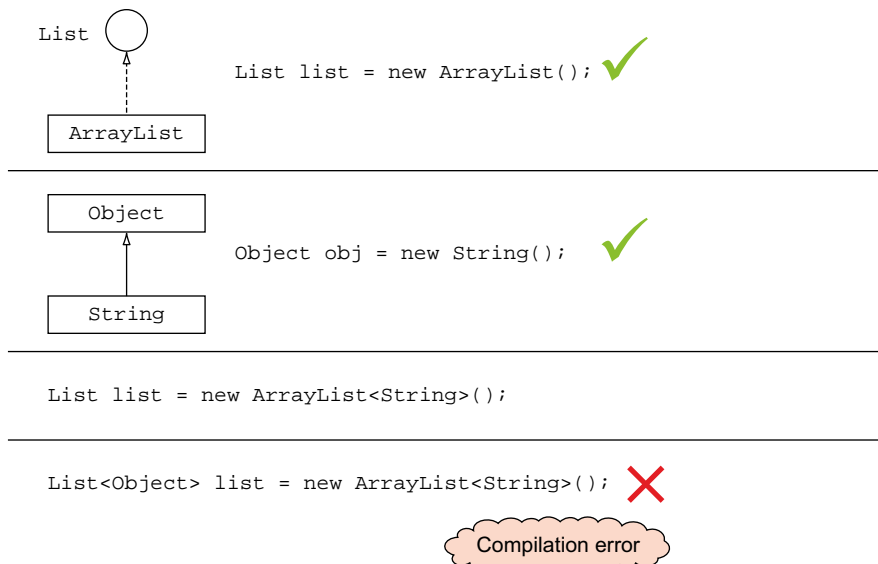 List
List list = new ArrayList();
ArrayList
Object
Object obj = new String();
String
List list = new ArrayList<String>();
List<Object> list = new ArrayList<String>();
Compilation error